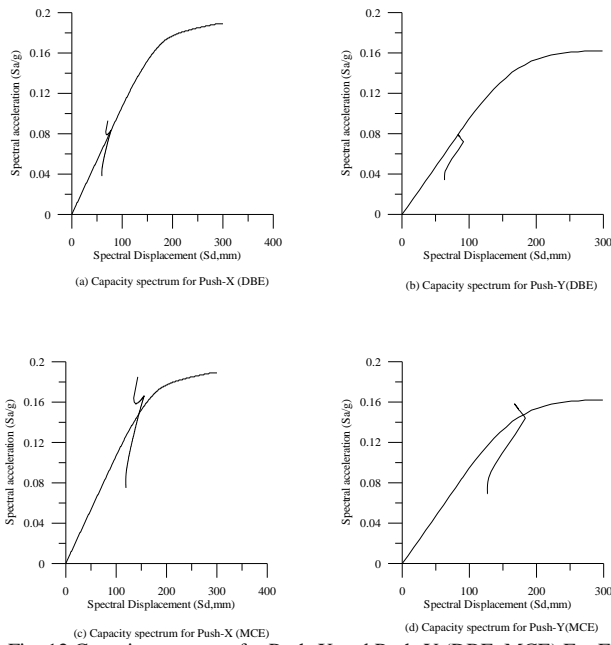 0.2
0.16
0.12
0.08
0.04
0
Spectral acceleration (Sa/g)
0 100 200 300 400
Spectral Displacement (Sd,mm)
(a) Capacity spectrum for Push-X (DBE)
0.2
0.16
0.12
0.08
0.04
0
Spectral acceleration (Sa/g)
0 100 200 300
Spectral Displacement (Sd,mm)
(b) Capacity spectrum for Push-Y(DBE)
0.2
0.16
0.12
0.08
0.04
0
Spectral acceleration (Sa/g)
0 100 200 300 400
Spectral Displacement (Sd,mm)
(c) Capacity spectrum for Push-X (MCE)
0.2
0.16
0.12
0.08
0.04
0
Spectral acceleration (Sa/g)
0 100 200 300
Spectral Displacement (Sd,mm)
(d) Capacity spectrum for Push-Y(MCE)